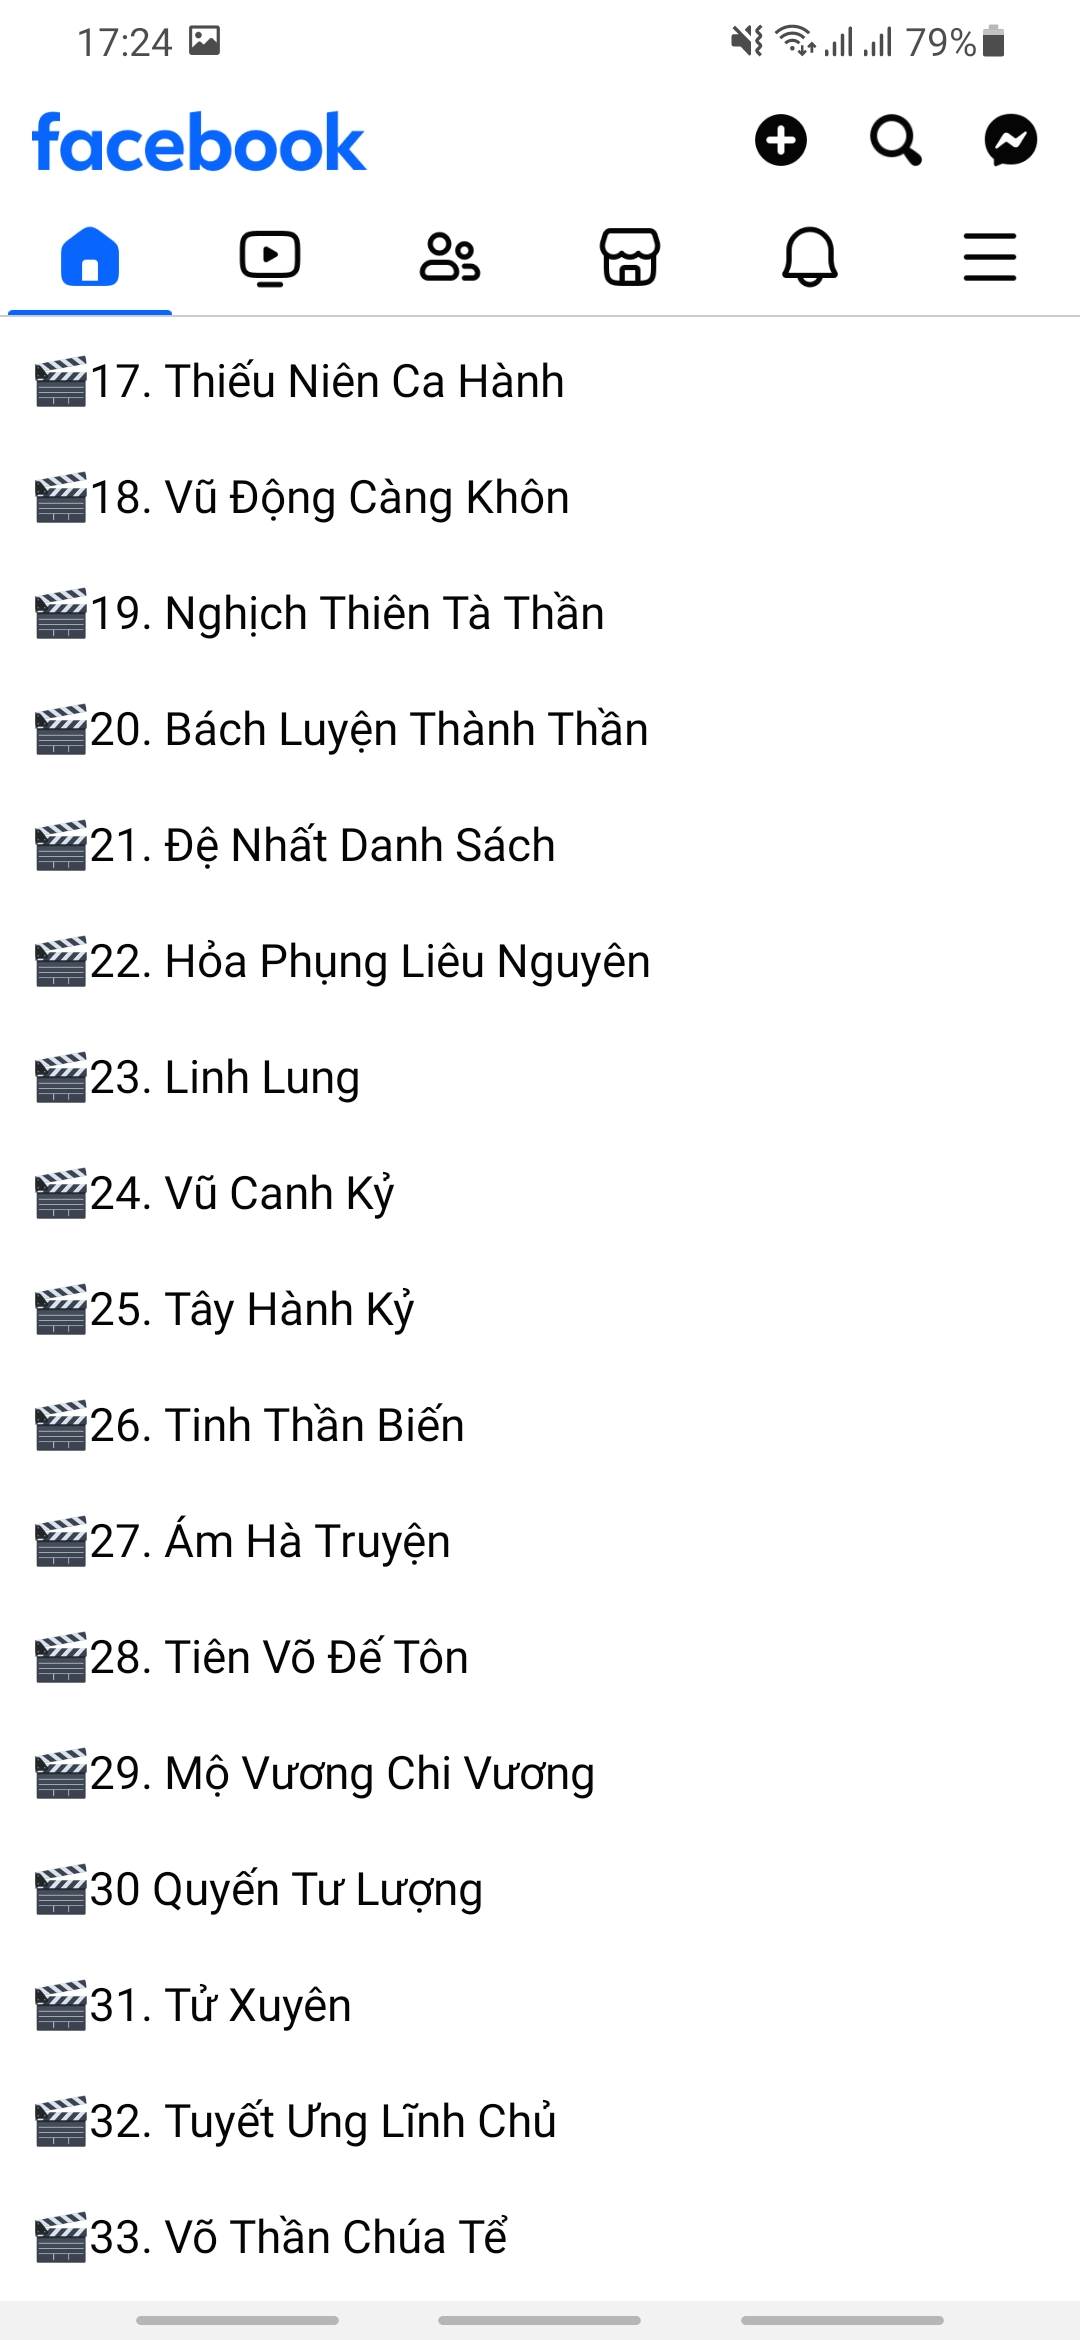 17:24 79%
facebook
🎬17. Thiếu Niên Ca Hành
🎬18. Vũ Động Càng Khôn
🎬19. Nghịch Thiên Tà Thần
🎬20. Bách Luyện Thành Thần
🎬21. Đệ Nhất Danh Sách
🎬22. Hỏa Phụng Liêu Nguyên
🎬23. Linh Lung
🎬24. Vũ Canh Kỷ
🎬25. Tây Hành Kỷ
🎬26. Tinh Thần Biến
🎬27. Ám Hà Truyện
🎬28. Tiên Võ Đế Tôn
🎬29. Mộ Vương Chi Vương
🎬30 Quyến Tư Lượng
🎬31. Tử Xuyên
🎬32. Tuyết Ưng Lĩnh Chủ
🎬33. Võ Thần Chúa Tể